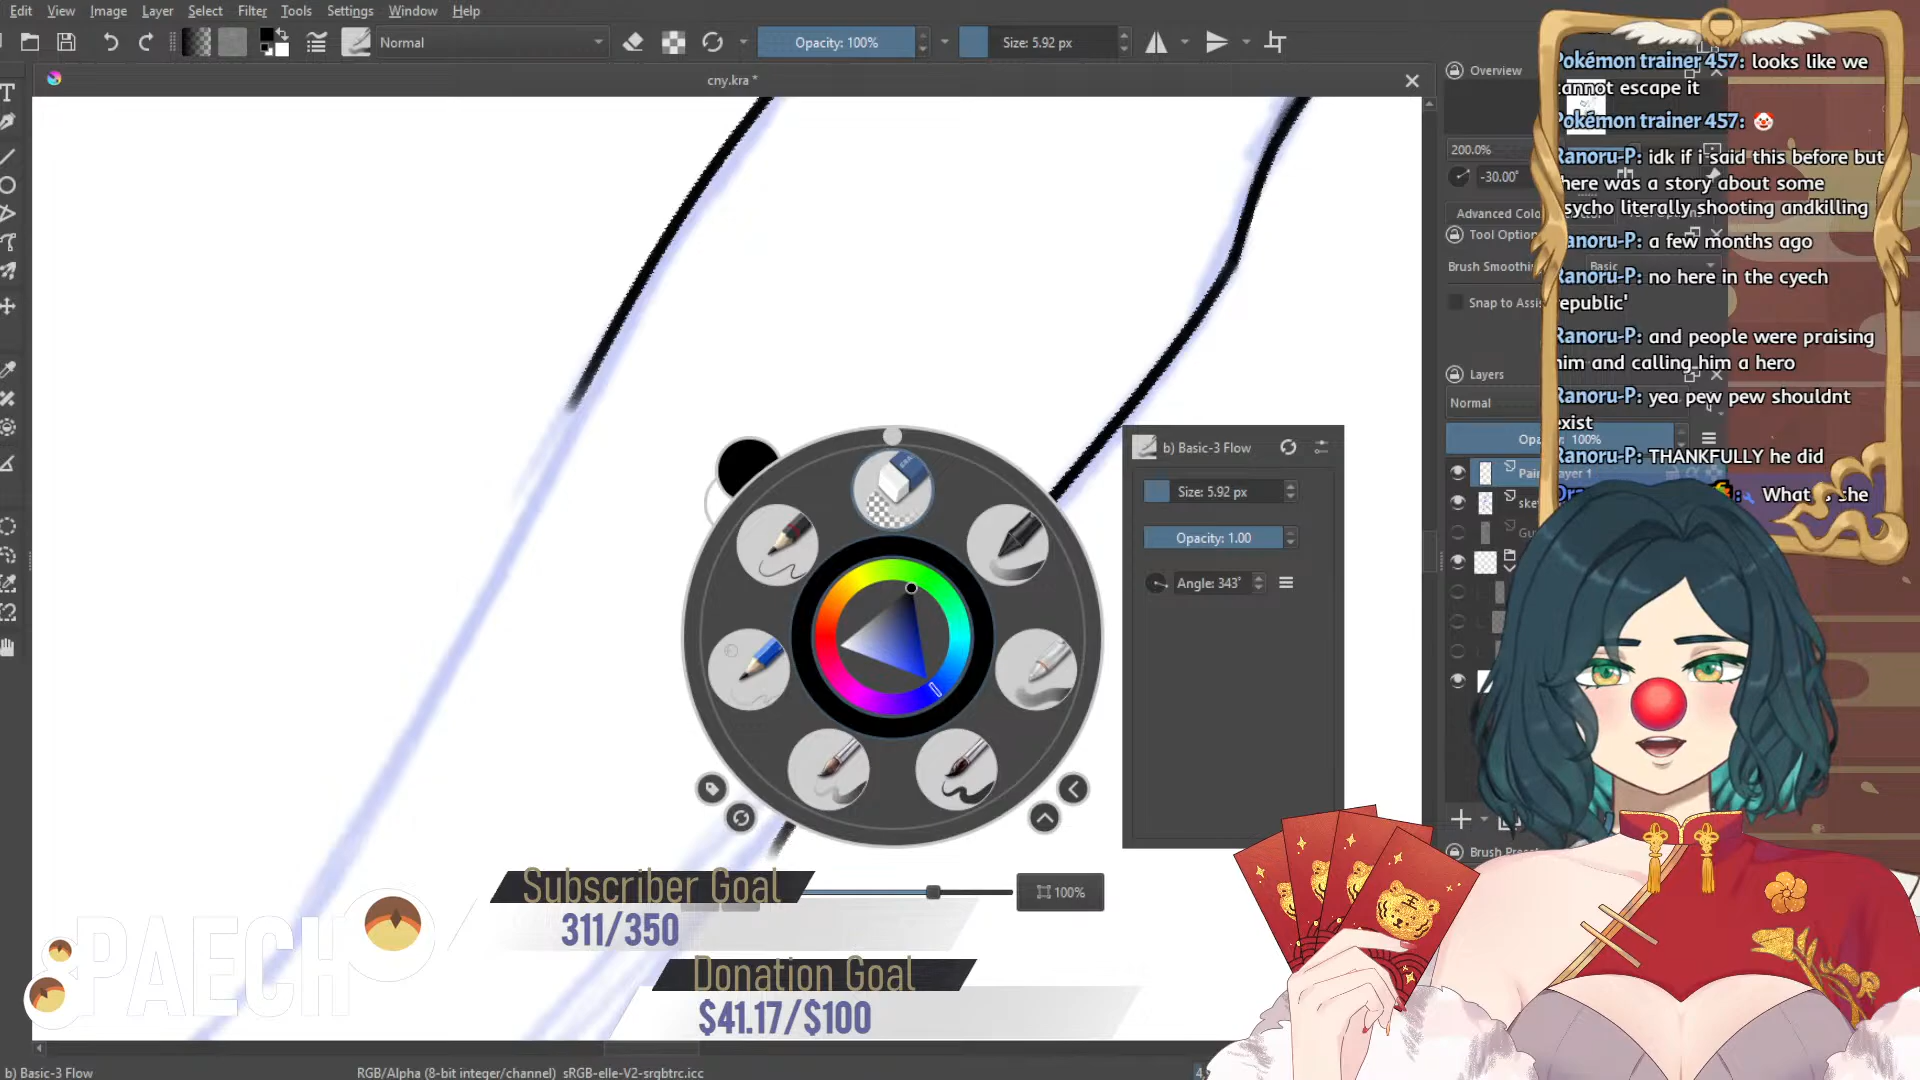 Edit View Image Layer Select Filter Tools Settings Window Help
Normal
Opacity: 100%
Size: 5.92 px
cny.kra *
Overview
200.0%
-30.00°
Tool Option
Brush Smoothin
Basic
Snap to Assis
Layers
Normal
100%
b) Basic-3 Flow
Size: 5.92 px
Opacity: 1.00
Angle: 343°
100%
Pokémon trainer 457: looks like we
cannot escape it
Pokémon trainer 457: 🤡
Ranoru-P: idk if i said this before but
there was a story about some
psycho literally shooting andkilling
Ranoru-P: a few months ago
Ranoru-P: no here in the cyech
republic'
Ranoru-P: and people were praising
him and calling him a hero
Ranoru-P: yea pew pew shouldnt
exist
Ranoru-P: THANKFULLY he did
she
王
Subscriber Goal
311/350
Donation Goal
$41.17/$100
PAECH
b) Basic-3 Flow
RGB/Alpha (8-bit integer/channel) sRGB-elle-V2-srgbtrc.icc